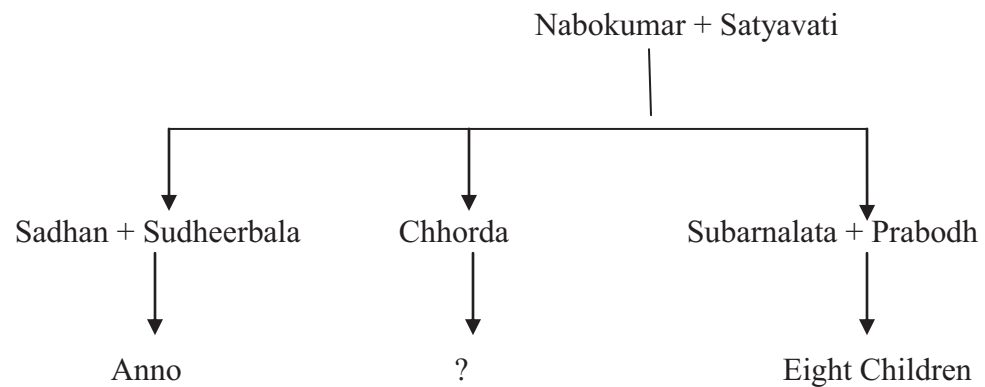 Nabokumar + Satyavati
Sadhan + Sudheerbala
Chhorda
Subarnalata + Prabodh
Anno
?
Eight Children